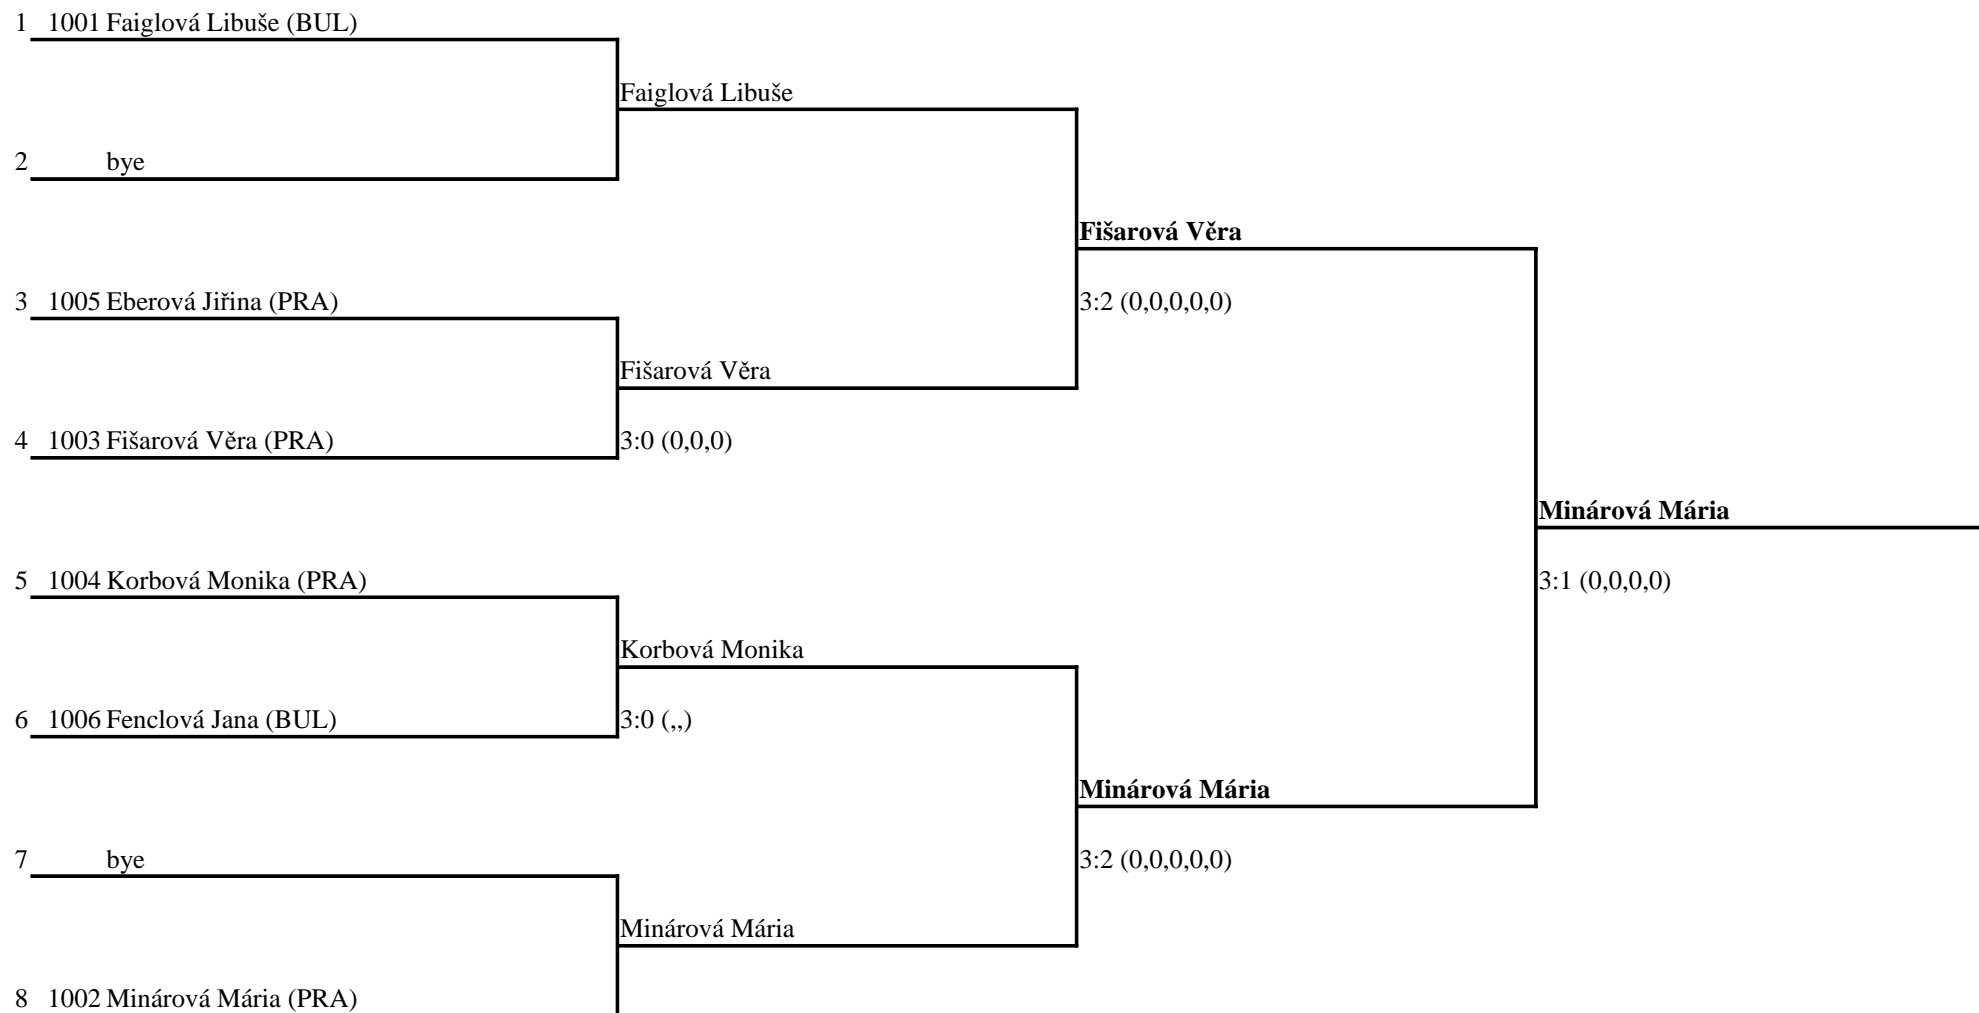 1 1001 Faiglová Libuše (BUL)
Faiglová Libuše
2 bye
Fišarová Věra
3 1005 Eberová Jiřina (PRA)
3:2 (0,0,0,0,0)
Fišarová Věra
4 1003 Fišarová Věra (PRA)
3:0 (0,0,0)
Minárová Mária
5 1004 Korbová Monika (PRA)
3:1 (0,0,0,0)
Korbová Monika
6 1006 Fenclová Jana (BUL)
3:0 (,,)
Minárová Mária
7 bye
3:2 (0,0,0,0,0)
Minárová Mária
8 1002 Minárová Mária (PRA)